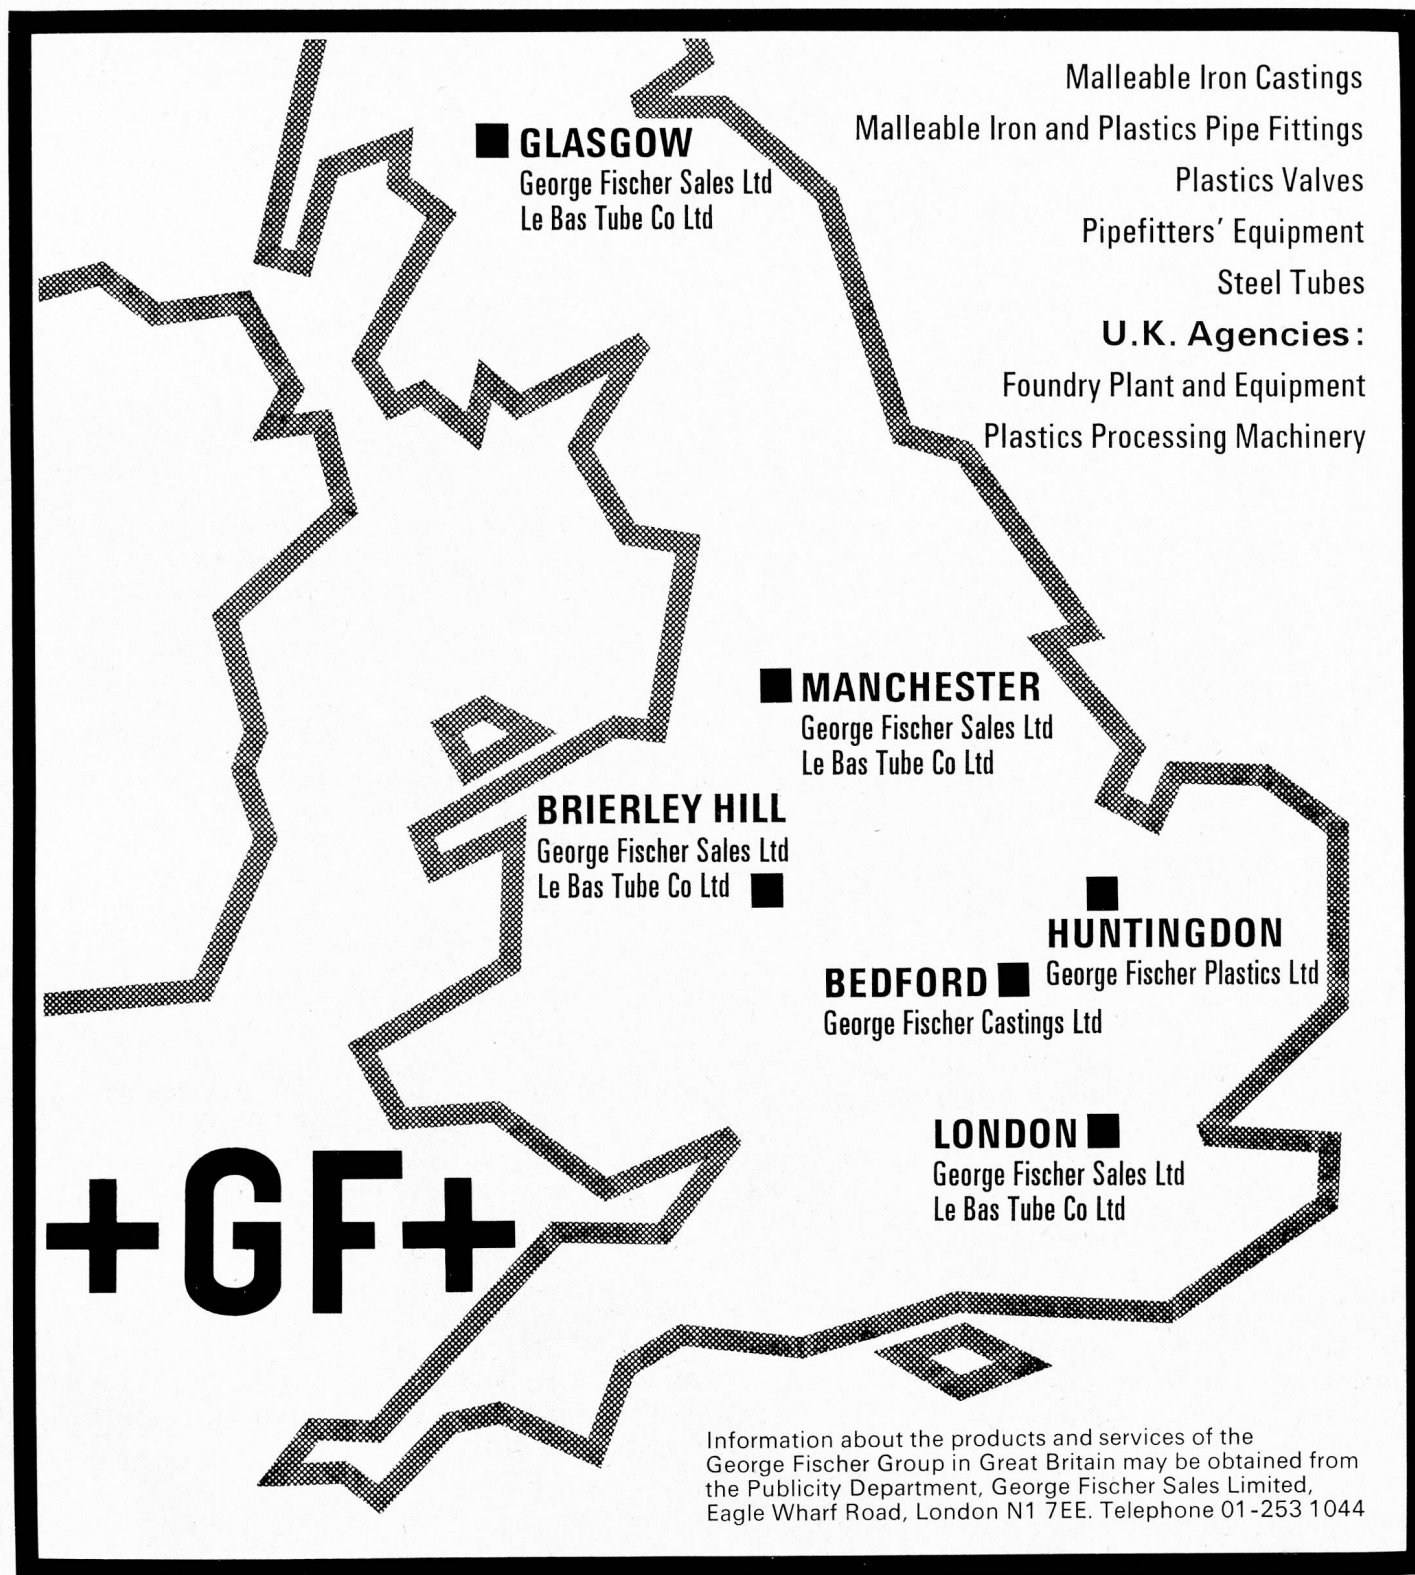 Malleable Iron Castings
Malleable Iron and Plastics Pipe Fittings
Plastics Valves
Pipefitters’ Equipment
Steel Tubes
U.K. Agencies:
Foundry Plant and Equipment
Plastics Processing Machinery
GLASGOW
George Fischer Sales Ltd
Le Bas Tube Co Ltd
MANCHESTER
George Fischer Sales Ltd
Le Bas Tube Co Ltd
BRIERLEY HILL
George Fischer Sales Ltd
Le Bas Tube Co Ltd
HUNTINGDON
George Fischer Plastics Ltd
BEDFORD
George Fischer Castings Ltd
LONDON
George Fischer Sales Ltd
Le Bas Tube Co Ltd
+GF+
Information about the products and services of the
George Fischer Group in Great Britain may be obtained from
the Publicity Department, George Fischer Sales Limited,
Eagle Wharf Road, London N1 7EE. Telephone 01-253 1044